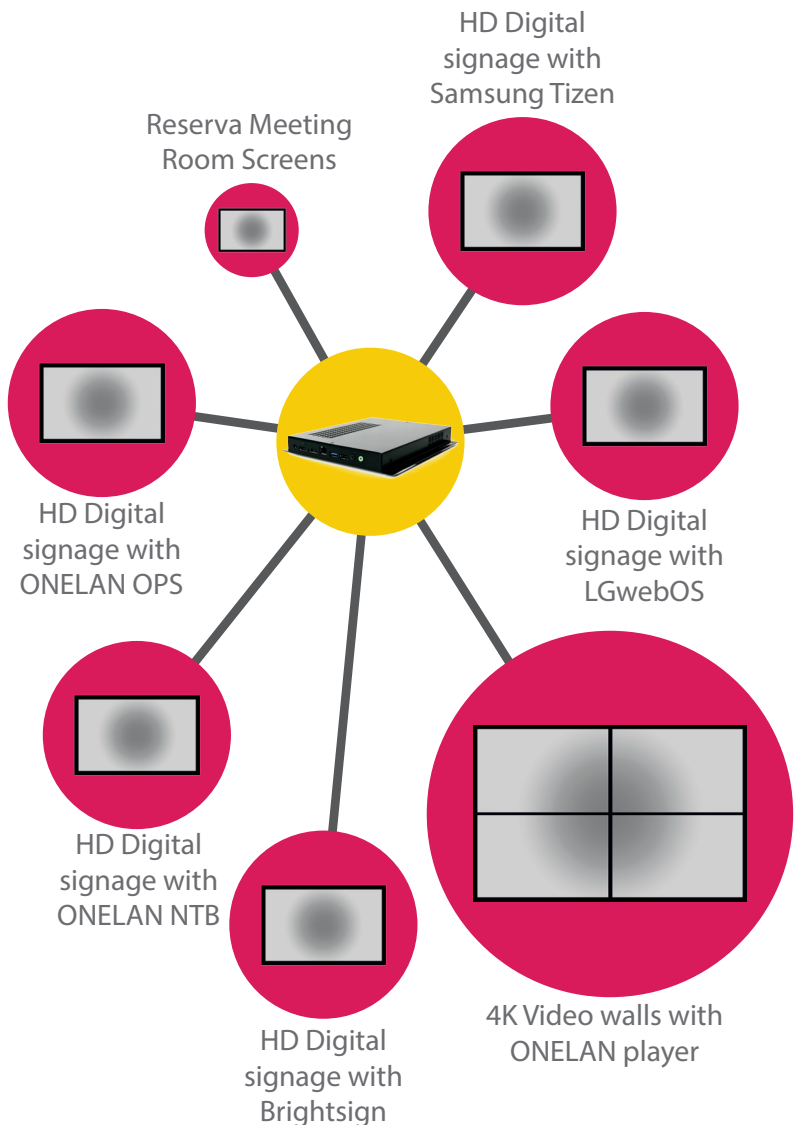 HD Digital
signage with
Samsung Tizen
Reserva Meeting
Room Screens
HD Digital
signage with
ONELAN OPS
HD Digital
signage with
LGwebOS
HD Digital
signage with
ONELAN NTB
4K Video walls with
ONELAN player
HD Digital
signage with
Brightsign